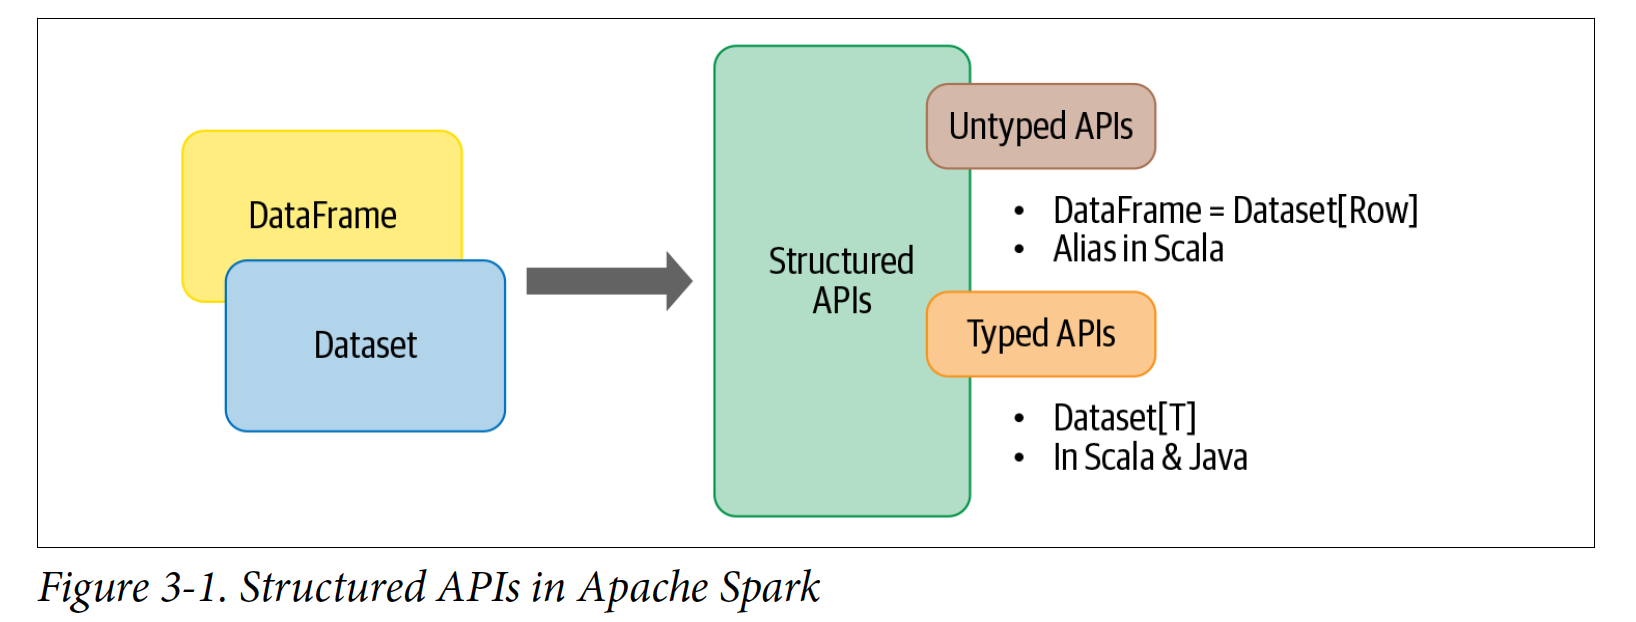 DataFrame
Dataset
Structured
APIs
Untyped APIs
• DataFrame = Dataset[Row]
• Alias in Scala
Typed APIs
• Dataset[T]
• In Scala & Java
Figure 3-1. Structured APIs in Apache Spark